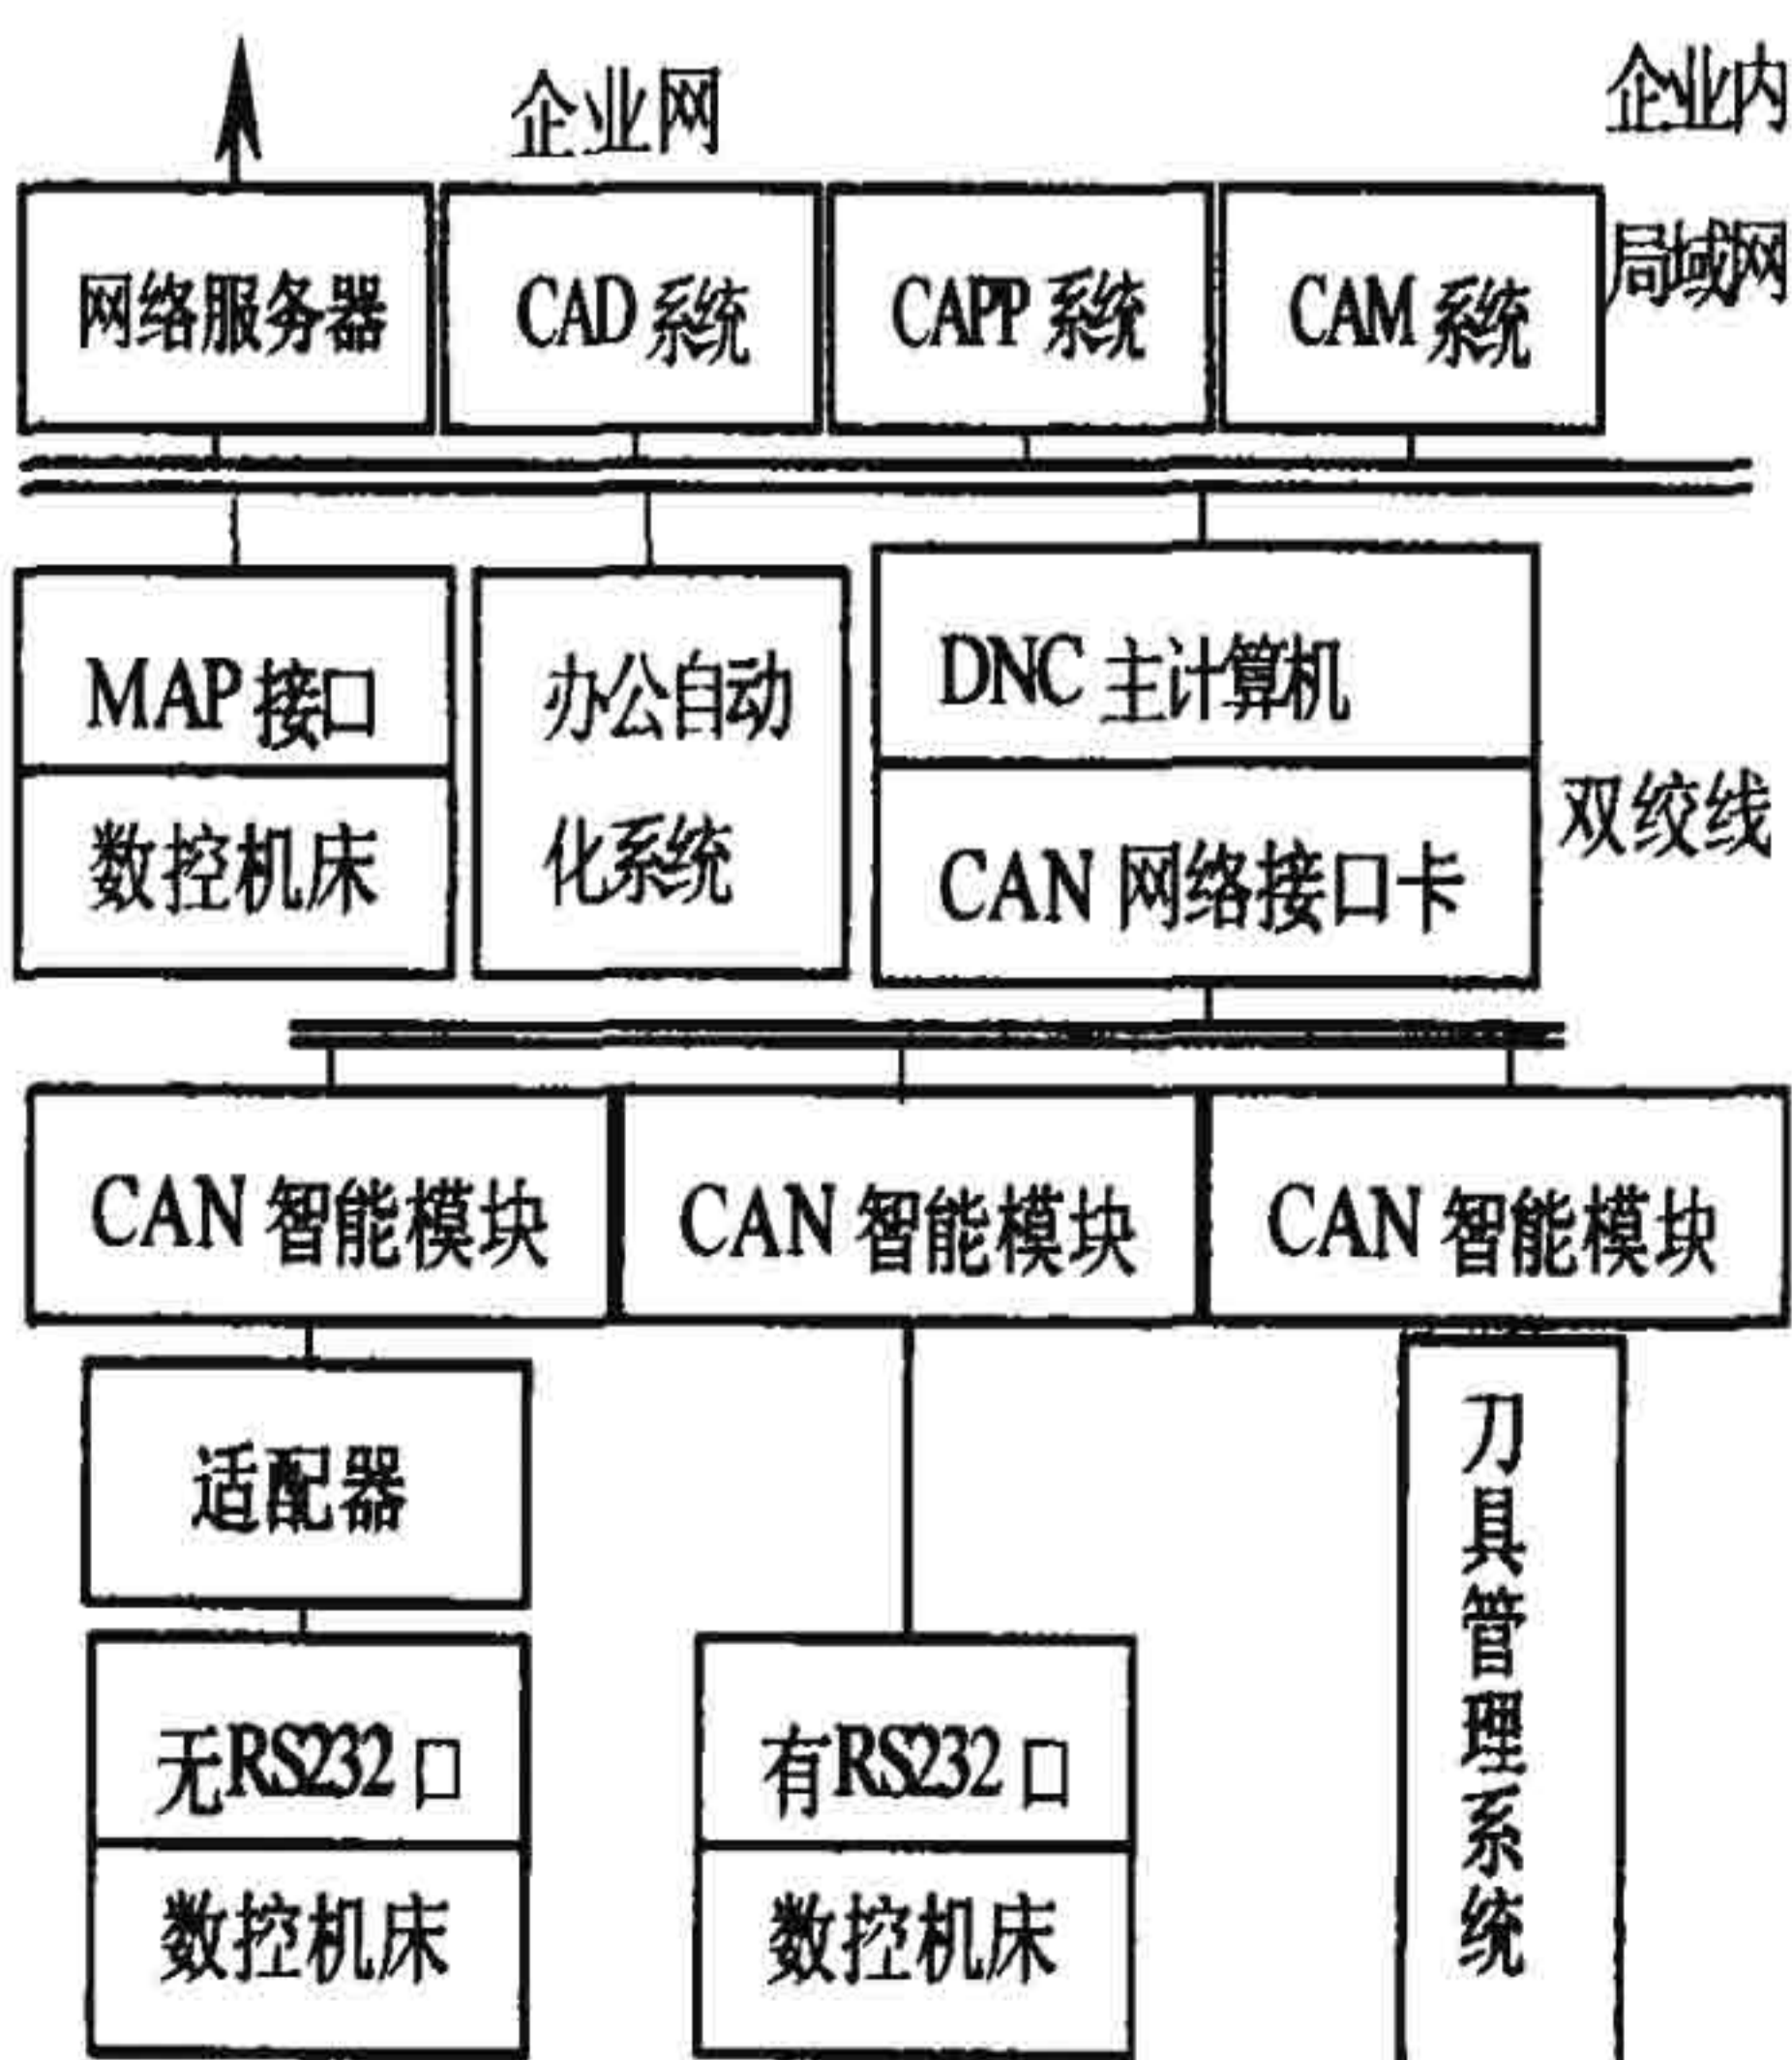 企业网
企业内
局域网
网络服务器
CAD 系统
CAPP 系统
CAM 系统
MAP 接口
数控机床
办公自动
化系统
DNC 主计算机
CAN 网络接口卡
双绞线
CAN 智能模块
CAN 智能模块
CAN 智能模块
适配器
无RS232 口
数控机床
有RS232 口
数控机床
刀具管理系统